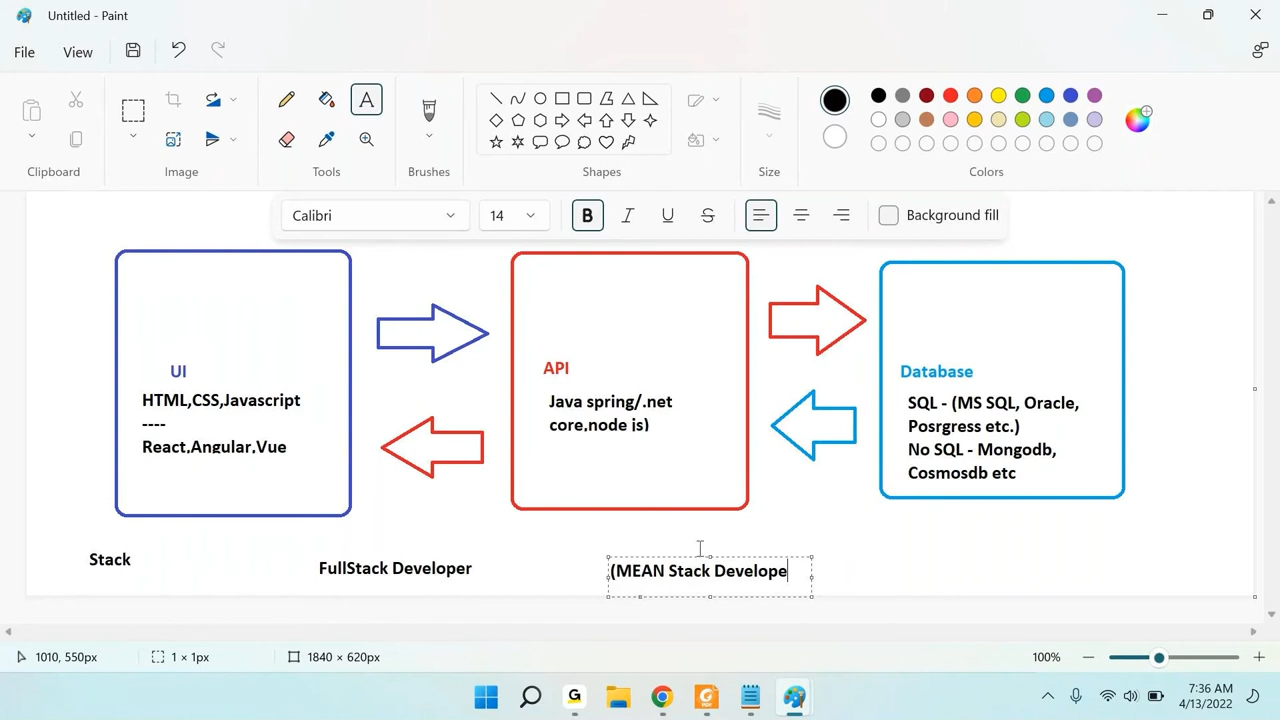 Untitled - Paint
File
View
Clipboard
Image
Tools
Brushes
Shapes
Size
Colors
Calibri
14
B
I
U
S
Background fill
UI
HTML,CSS,Javascript
----
React,Angular,Vue
API
Java spring/.net
core,node js)
Database
SQL - (MS SQL, Oracle,
Posrgress etc.)
No SQL - Mongodb,
Cosmosdb etc
Stack
FullStack Developer
(MEAN Stack Develope
1010, 550px
1 × 1px
1840 × 620px
100%
7:36 AM
4/13/2022